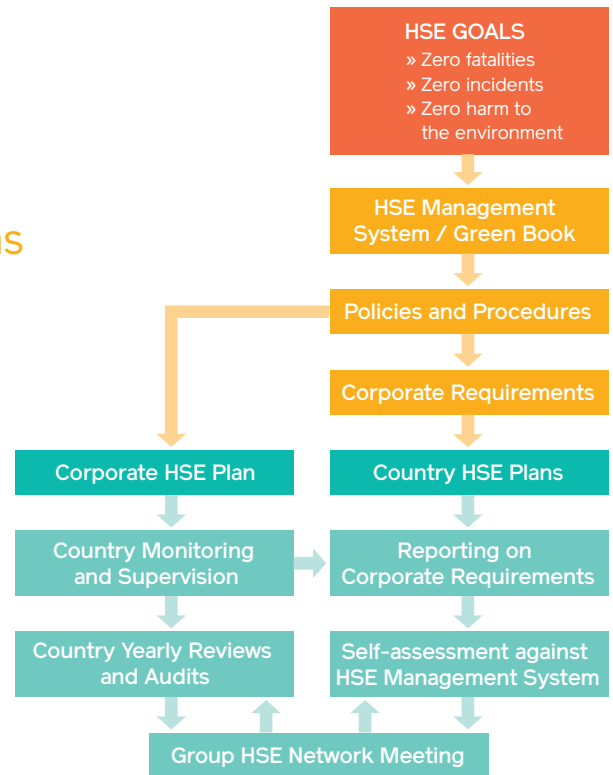 HSE GOALS
» Zero fatalities
» Zero incidents
» Zero harm to
the environment
HSE Management
System / Green Book
Policies and Procedures
Corporate Requirements
Corporate HSE Plan
Country HSE Plans
Country Monitoring
and Supervision
Reporting on
Corporate Requirements
Country Yearly Reviews
and Audits
Self-assessment against
HSE Management System
Group HSE Network Meeting